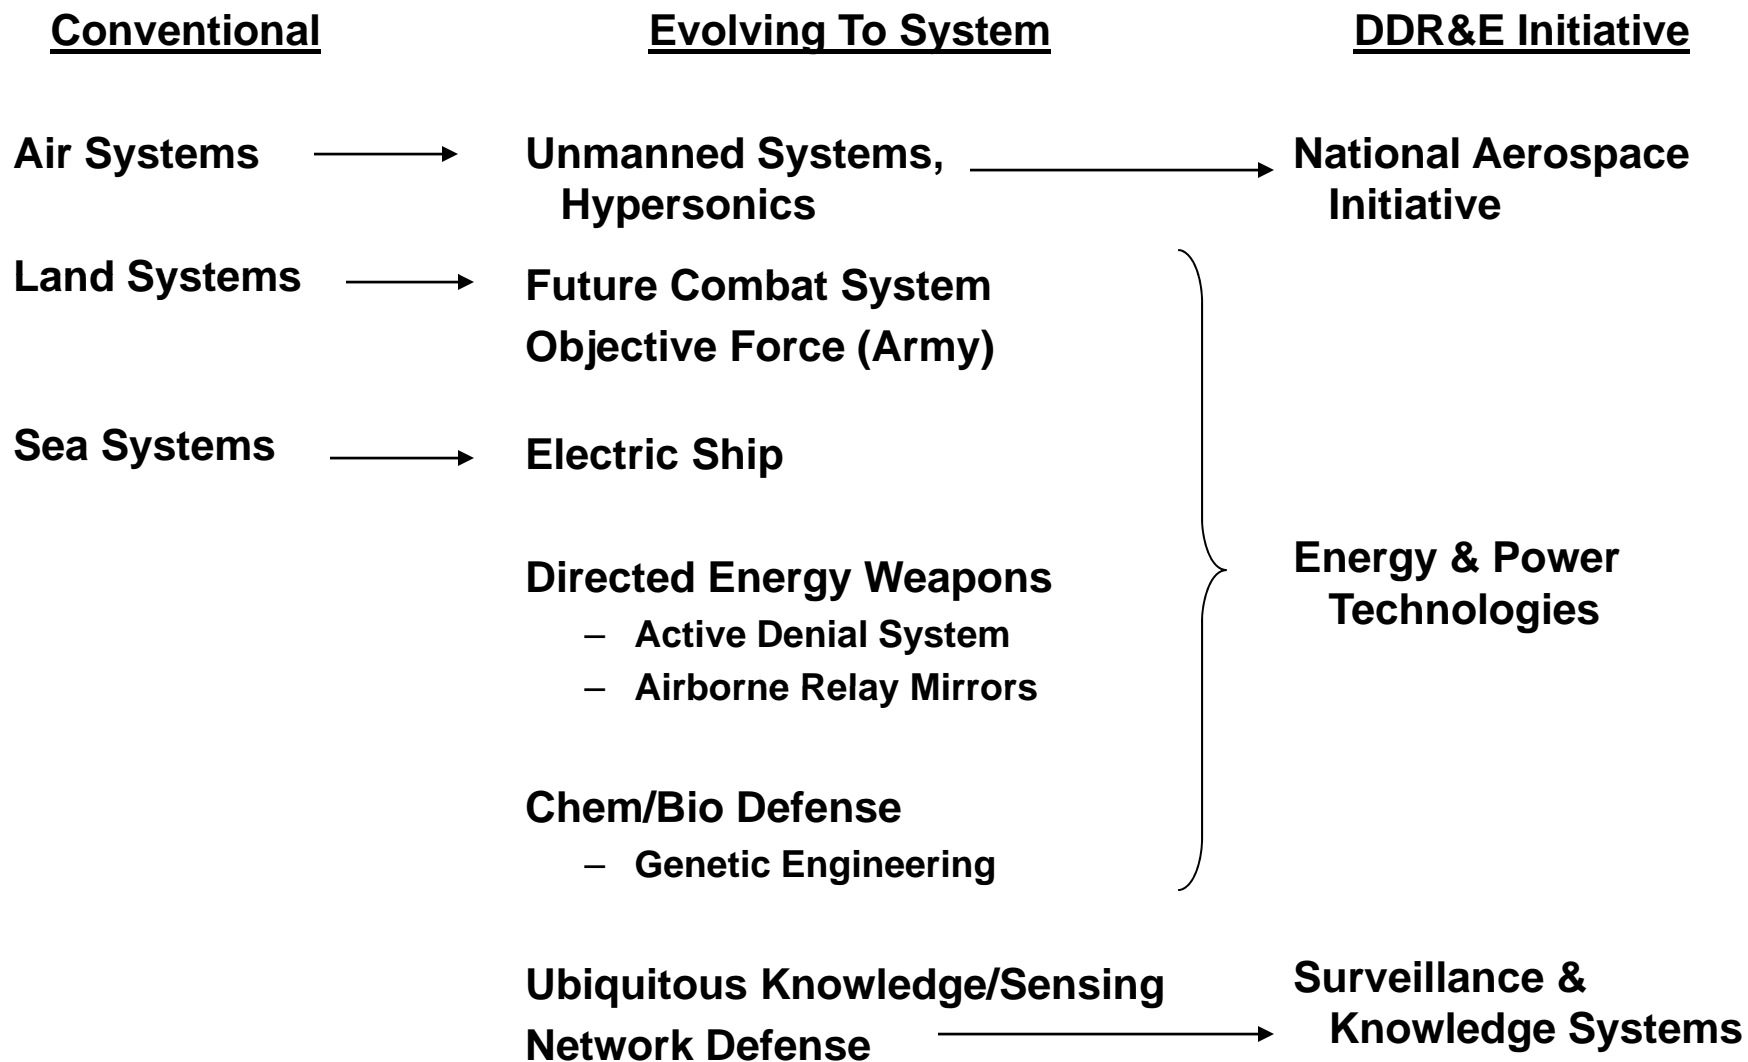 Conventional
Evolving To System
DDR&E Initiative
Air Systems
Unmanned Systems,
Hypersonics
National Aerospace
Initiative
Land Systems
Future Combat System
Objective Force (Army)
Sea Systems
Electric Ship
Directed Energy Weapons
– Active Denial System
– Airborne Relay Mirrors
Energy & Power
Technologies
Chem/Bio Defense
– Genetic Engineering
Ubiquitous Knowledge/Sensing
Network Defense
Surveillance &
Knowledge Systems